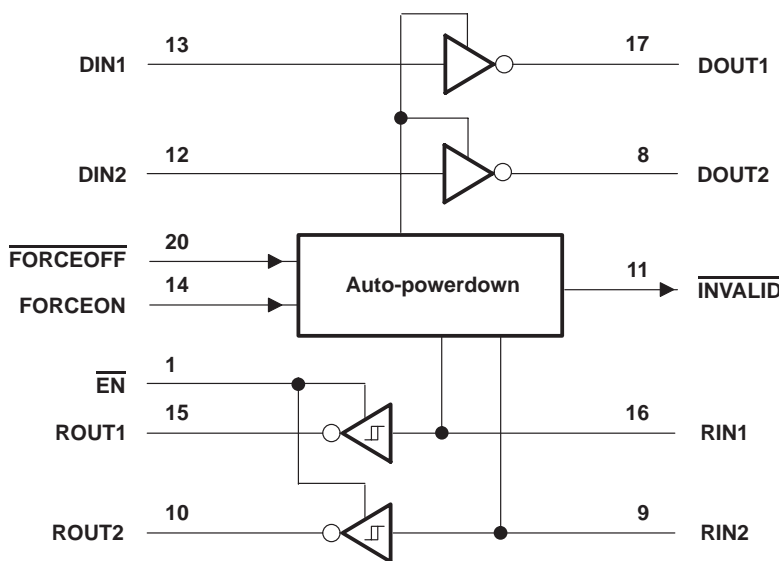 13 17
DIN1 DOUT1
12 8
DIN2 DOUT2
20
FORCEOFF 11
14 Auto-powerdown INVALID
FORCEON
1
EN
15 16
ROUT1 RIN1
10 9
ROUT2 RIN2